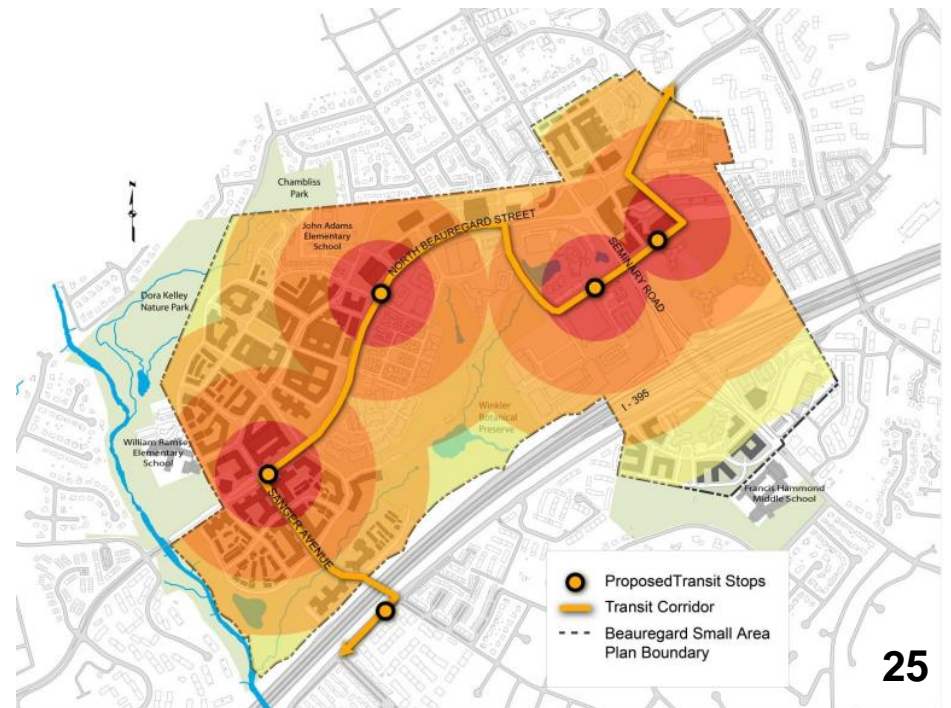 Chambliss
Park
John Adams
Elementary
School
NORTH BEAUREGARD STREET
SEMINARY ROAD
Dora Kelley
Nature Park
I - 395
Winkler
Botanical
Preserve
William Ramsey
Elementary
School
SANGER AVENUE
Francis Hammond
Middle School
ProposedTransit Stops
Transit Corridor
Beauregard Small Area
Plan Boundary
25